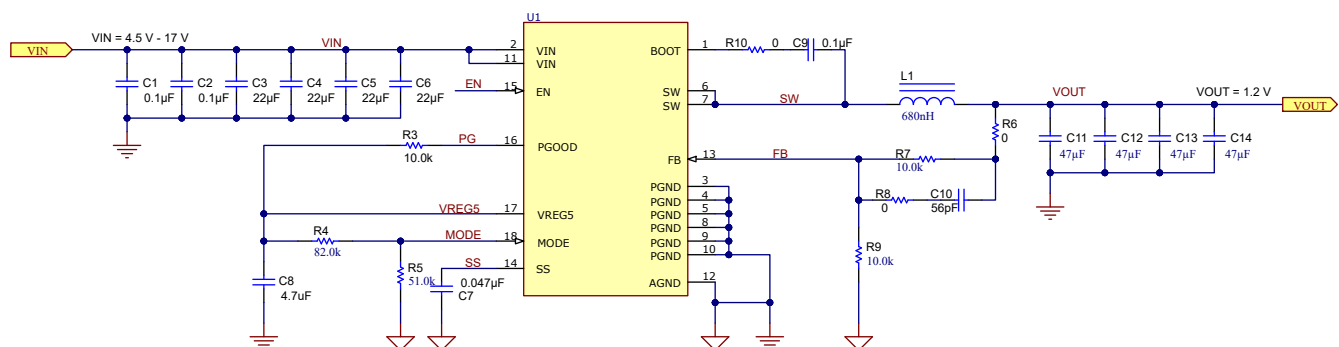 U1
VIN
VIN = 4.5 V - 17 V
VIN
2
VIN
11
VIN
C1
0.1µF
C2
0.1µF
C3
22µF
C4
22µF
C5
22µF
C6
22µF
EN
15
EN
R3
10.0k
PG
16
PGOOD
VREG5
17
VREG5
R4
82.0k
MODE
18
MODE
R5
51.0k
SS
14
SS
0.047µF
C7
C8
4.7uF
BOOT
1
R10
0
C9
0.1µF
SW
6
SW
7
SW
L1
680nH
FB
13
FB
R7
10.0k
R6
0
R8
0
C10
56pF
R9
10.0k
PGND
3
PGND
4
PGND
5
PGND
8
PGND
9
PGND
10
AGND
12
VOUT
VOUT = 1.2 V
VOUT
C11
47µF
C12
47µF
C13
47µF
C14
47µF